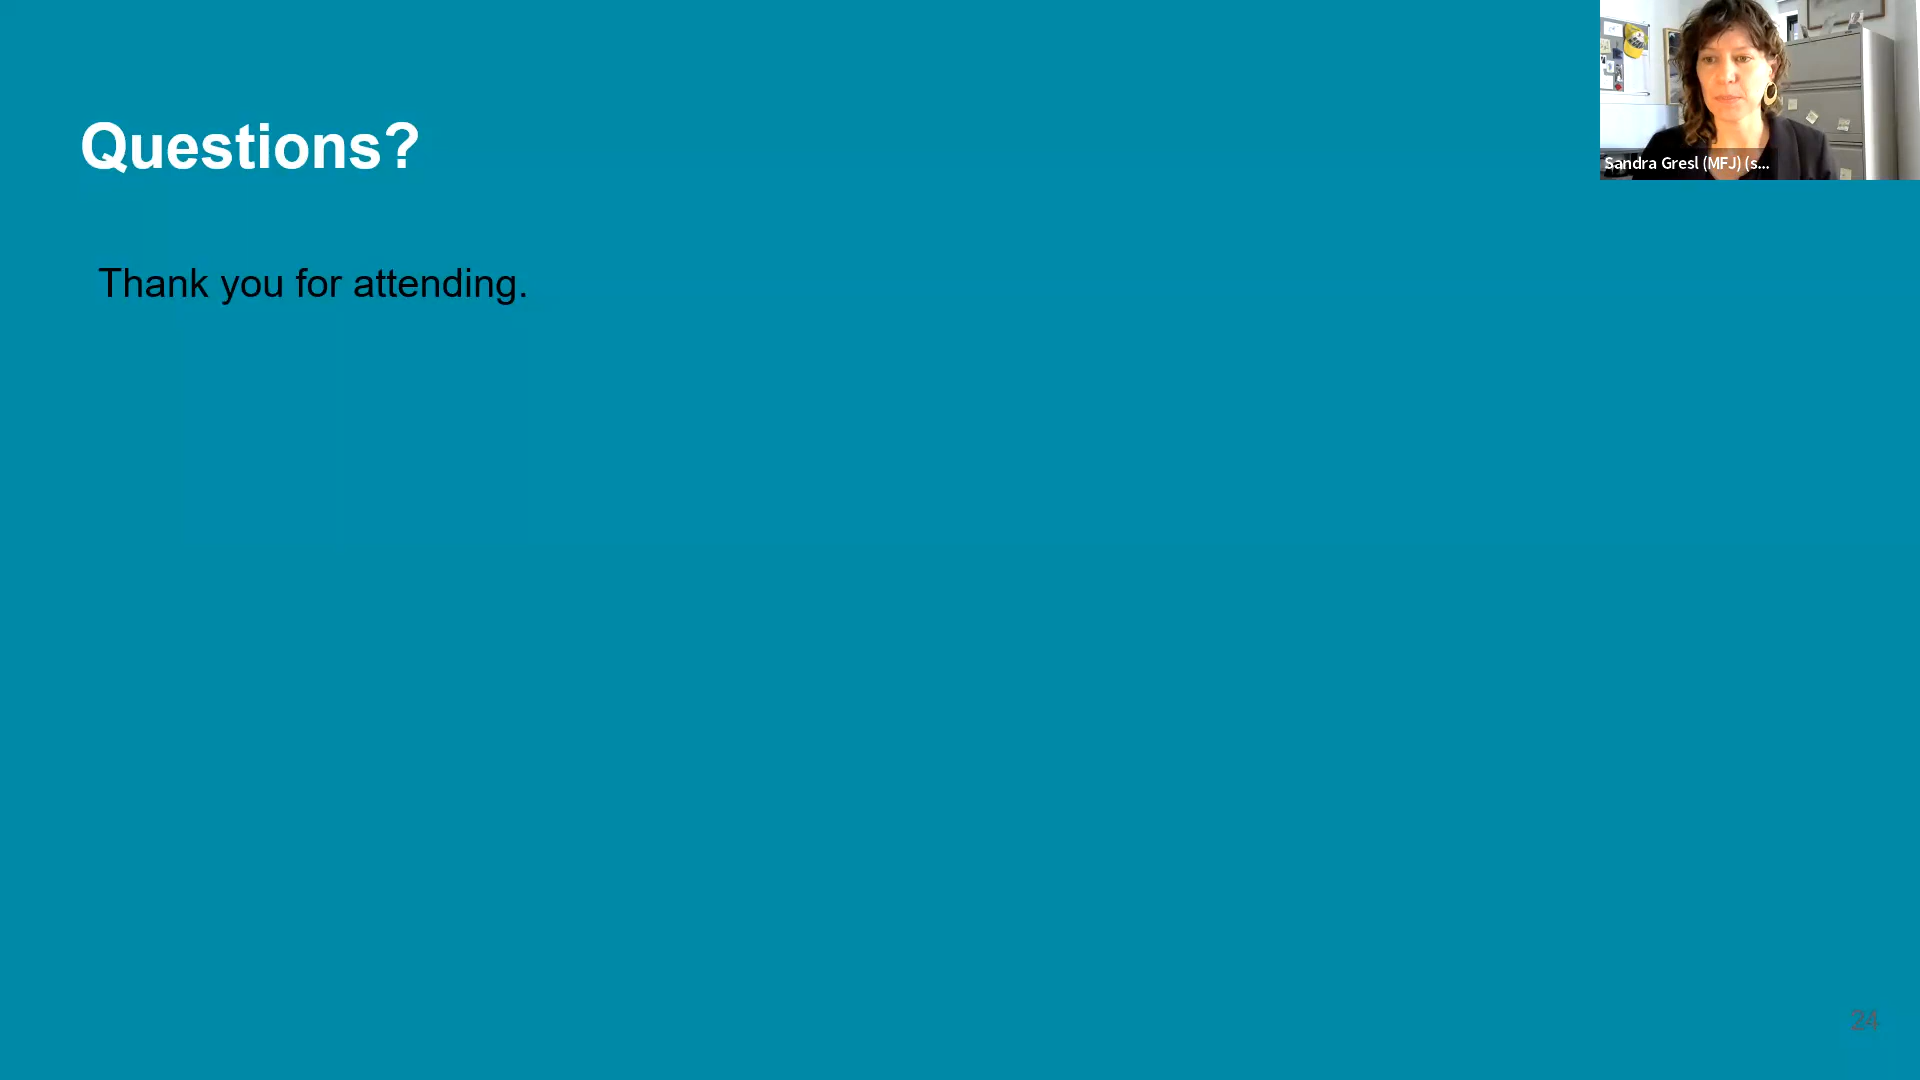 Questions?
Thank you for attending.
Sandra Gresl (MFJ) (s...
24